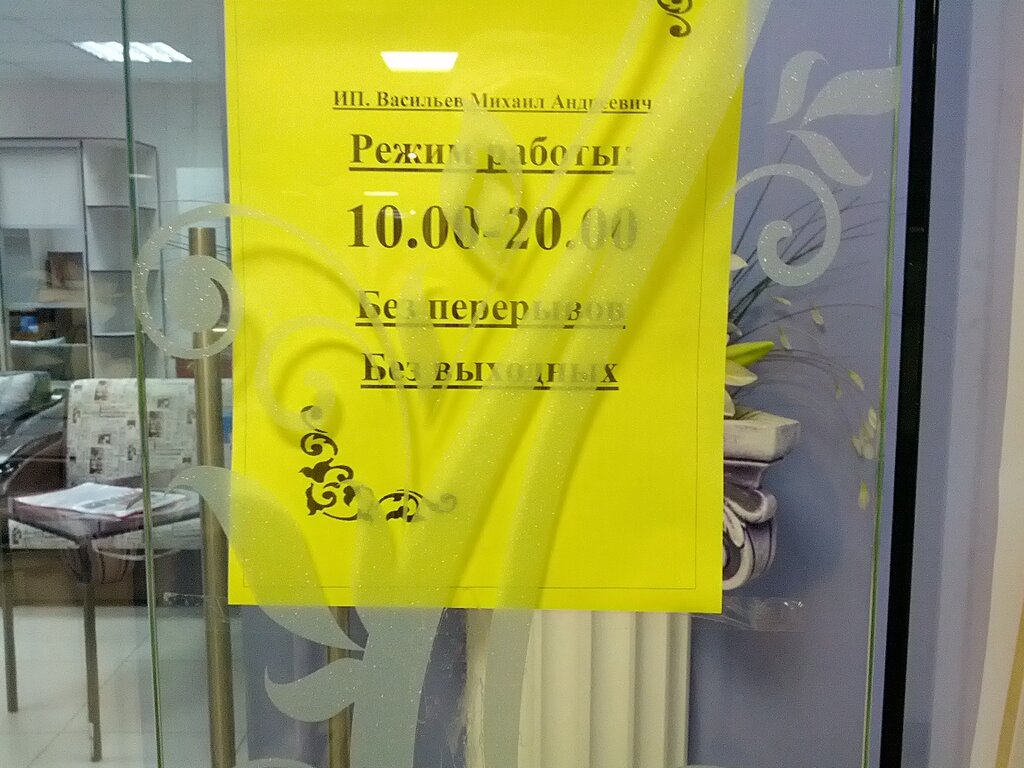 ИП. Васильев Михаил Андреевич
Режим работы:
10.00-20.00
Без перерывов
Без выходных